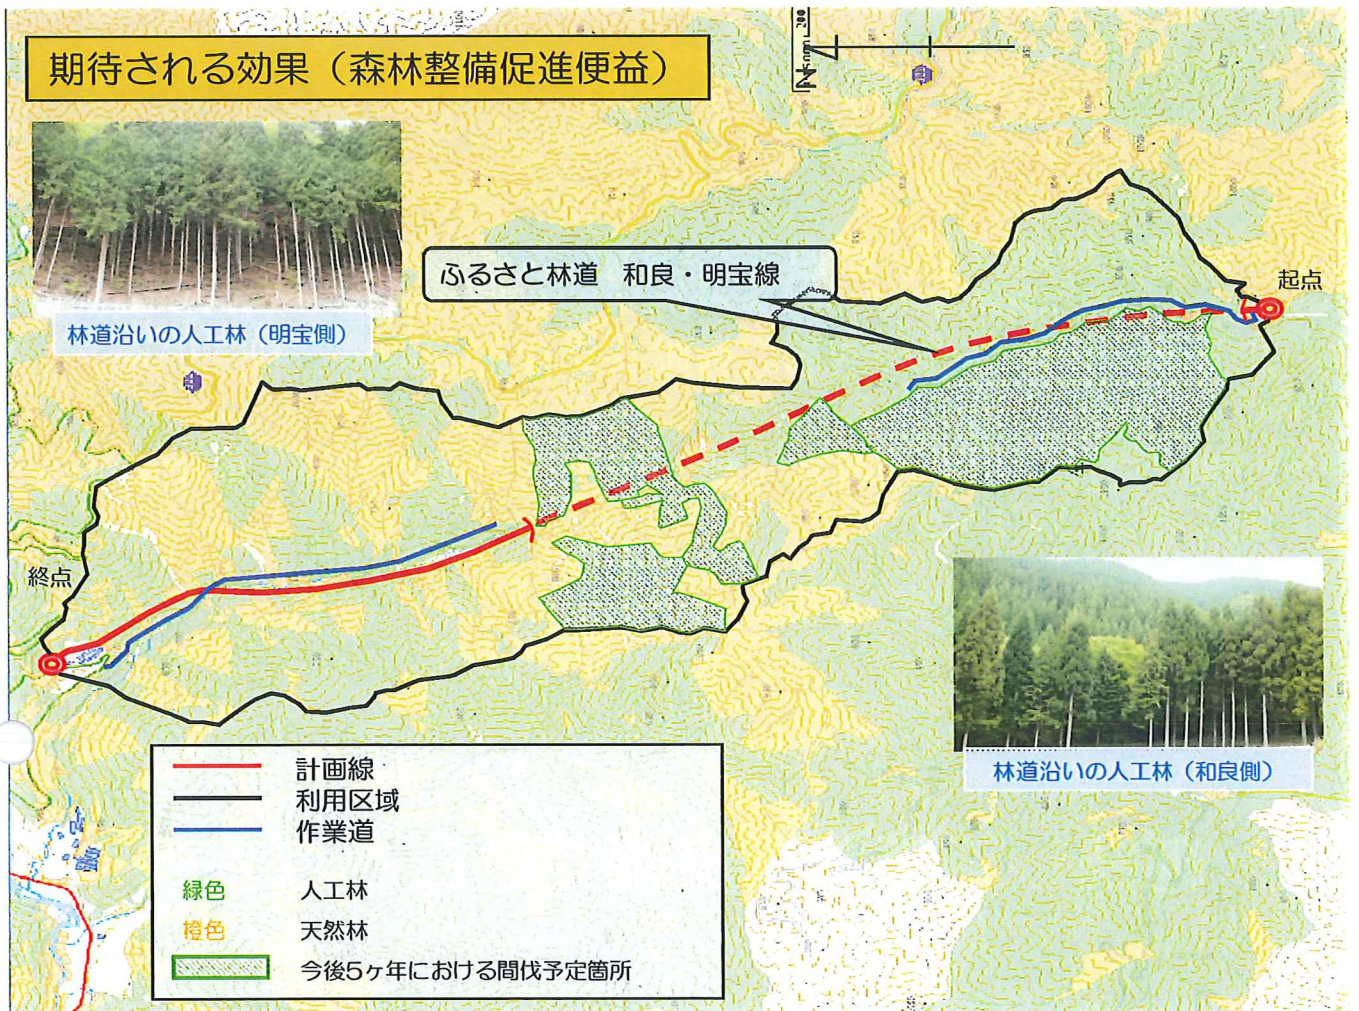 期待される効果（森林整備促進便益）
林道沿いの人工林（明宝側）
ふるさと林道　和良・明宝線
起点
終点
林道沿いの人工林（和良側）
計画線
利用区域
作業道
緑色　人工林
橙色　天然林
今後5ヶ年における間伐予定箇所
N